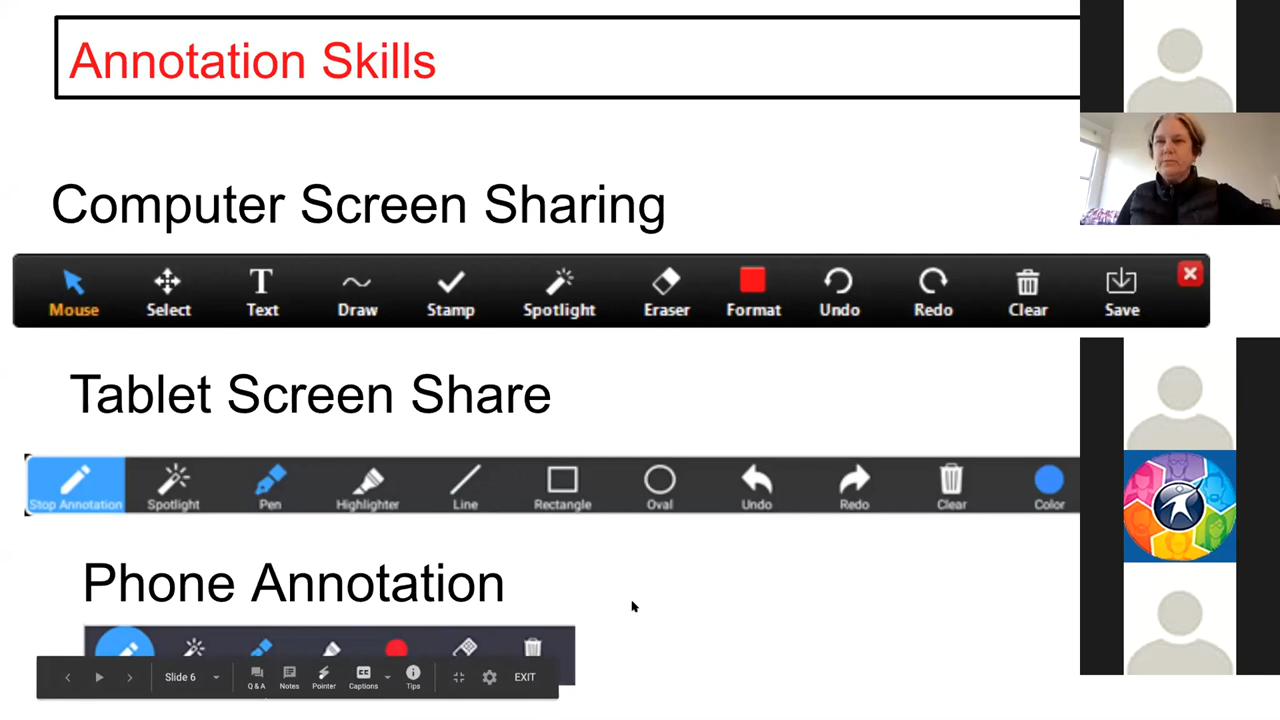 Annotation Skills
Computer Screen Sharing
Mouse Select Text Draw Stamp Spotlight Eraser Format Undo Redo Clear Save
Tablet Screen Share
Stop Annotation Spotlight Pen Highlighter Line Rectangle Oval Undo Redo Clear Color
Phone Annotation
Slide 6 Q & A Notes Pointer CC Captions Tips EXIT